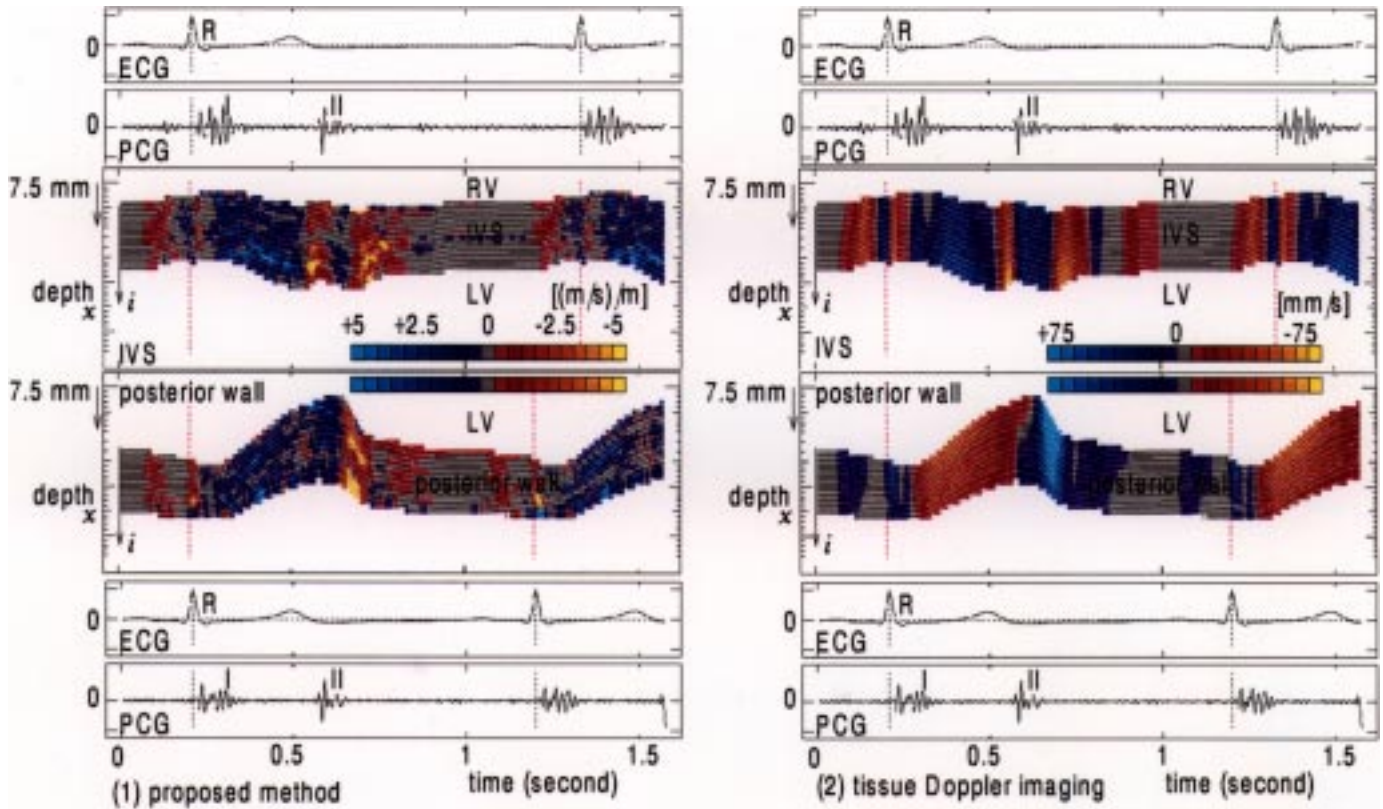 R
0
ECG
I
II
0
PCG
7.5 mm
RV
IVS
depth
x
i
LV
[(m/s)/m]
+5 +2.5 0 -2.5 -5
IVS
7.5 mm
posterior wall
LV
posterior wall
depth
x
i
R
0
ECG
I
II
0
PCG
0 0.5 1 1.5
time (second)
(1) proposed method
R
0
ECG
I
II
0
PCG
7.5 mm
RV
IVS
depth
x
i
LV
[mm/s]
+75 0 -75
IVS
7.5 mm
posterior wall
LV
posterior wall
depth
x
i
R
0
ECG
I
II
0
PCG
0 0.5 1 1.5
time (second)
(2) tissue Doppler imaging